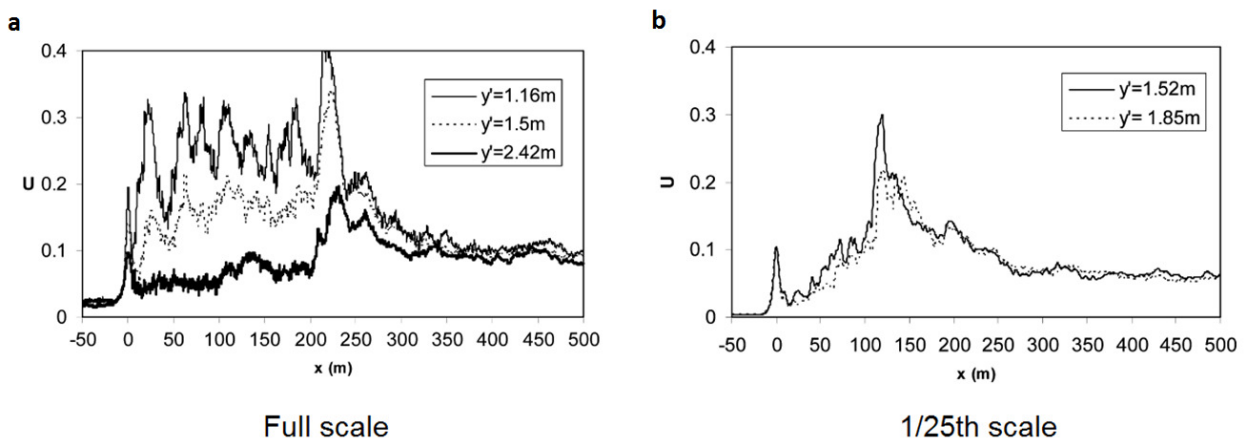 a
0.4
0.3
0.2
0.1
0
U
y'=1.16m
y'=1.5m
y'=2.42m
-50 0 50 100 150 200 250 300 350 400 450 500
x (m)
Full scale
b
0.4
0.3
0.2
0.1
0
U
y'=1.52m
y'= 1.85m
-50 0 50 100 150 200 250 300 350 400 450 500
x (m)
1/25th scale